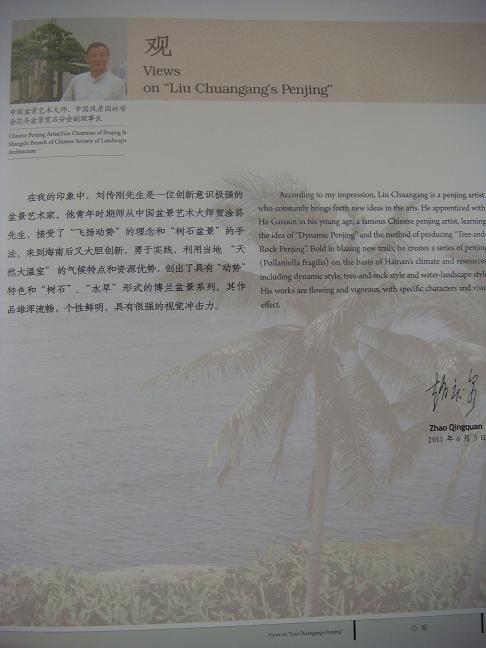 观
Views
on "Liu Chuangang's Penjing"
中国盆景艺术大师、中国风景园林学
会花卉盆景赏石分会副理事长
Chinese Penjing Artist,Vice Chairman of Penjing &
Shangshi Branch of Chinese Society of Landscape
Architecture
在我的印象中，刘传刚先生是一位创新意识极强的
盆景艺术家。他青年时期师从中国盆景艺术大师贺淦荪
先生，接受了“飞扬动势”的理念和“树石盆景”的手
法。来到海南后又大胆创新，勇于实践、利用当地 “天
然大温室” 的气候特点和资源优势，创出了具有“动势”
特色和“树石”、“水旱”形式的博兰盆景系列。其作
品雄浑流畅，个性鲜明，具有很强的视觉冲击力。
According to my impression, Liu Chuangang is a penjing artist
who constantly brings forth new ideas in the arts. He apprenticed with
He Gansun in his young age, a famous Chinese penjing artist, learning
the idea of "Dynamic Penjing" and the method of producing "Tree-and-
Rock Penjing". Bold in blazing new trails, he creates a series of penjing
(Poilaniella fragilis) on the basis of Hainan's climate and resources
including dynamic style, tree-and-rock style and water-landscape style
His works are flowing and vigorous, with specific characters and visu
effect.
Zhao Qingquan
2011 年 6 月 3 日
Views on "Liu Chuangang's Penjing"
◎ 观